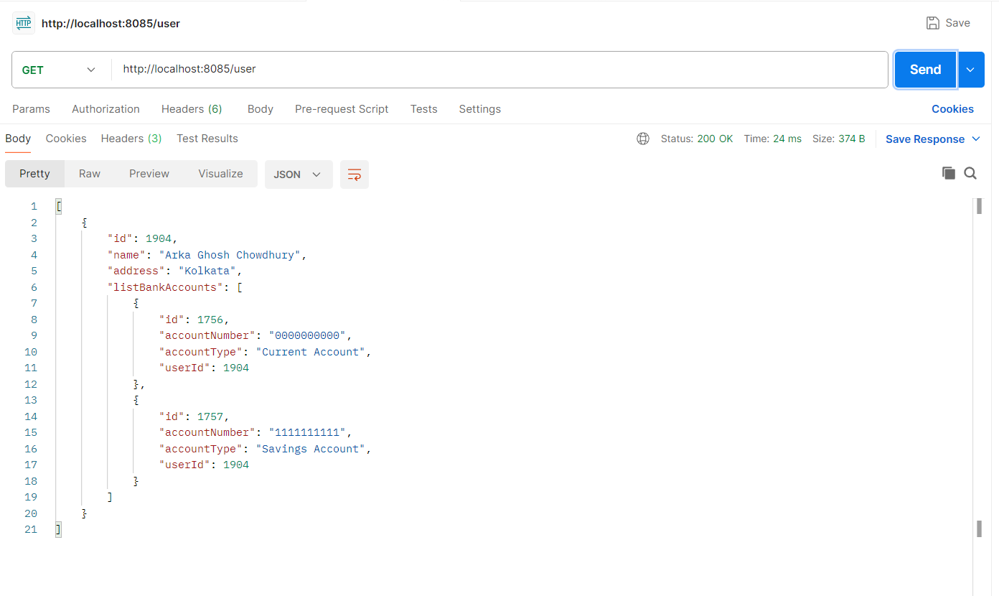 HTTP http://localhost:8085/user Save
GET http://localhost:8085/user Send
Params Authorization Headers (6) Body Pre-request Script Tests Settings Cookies
Body Cookies Headers (3) Test Results Status: 200 OK Time: 24 ms Size: 374 B Save Response
Pretty Raw Preview Visualize JSON
1 [
2 {
3 "id": 1904,
4 "name": "Arka Ghosh Chowdhury",
5 "address": "Kolkata",
6 "listBankAccounts": [
7 {
8 "id": 1756,
9 "accountNumber": "0000000000",
10 "accountType": "Current Account",
11 "userId": 1904
12 },
13 {
14 "id": 1757,
15 "accountNumber": "1111111111",
16 "accountType": "Savings Account",
17 "userId": 1904
18 }
19 ]
20 }
21 ]